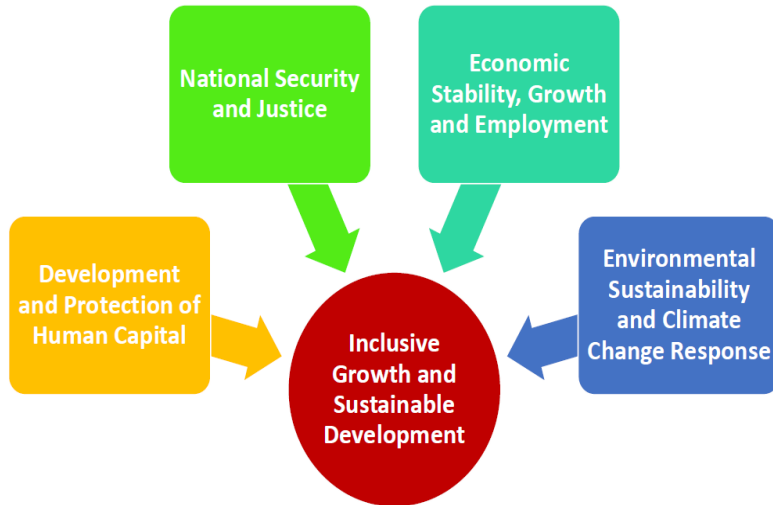 National Security
and Justice
Economic
Stability, Growth
and Employment
Development
and Protection of
Human Capital
Environmental
Sustainability
and Climate
Change Response
Inclusive
Growth and
Sustainable
Development